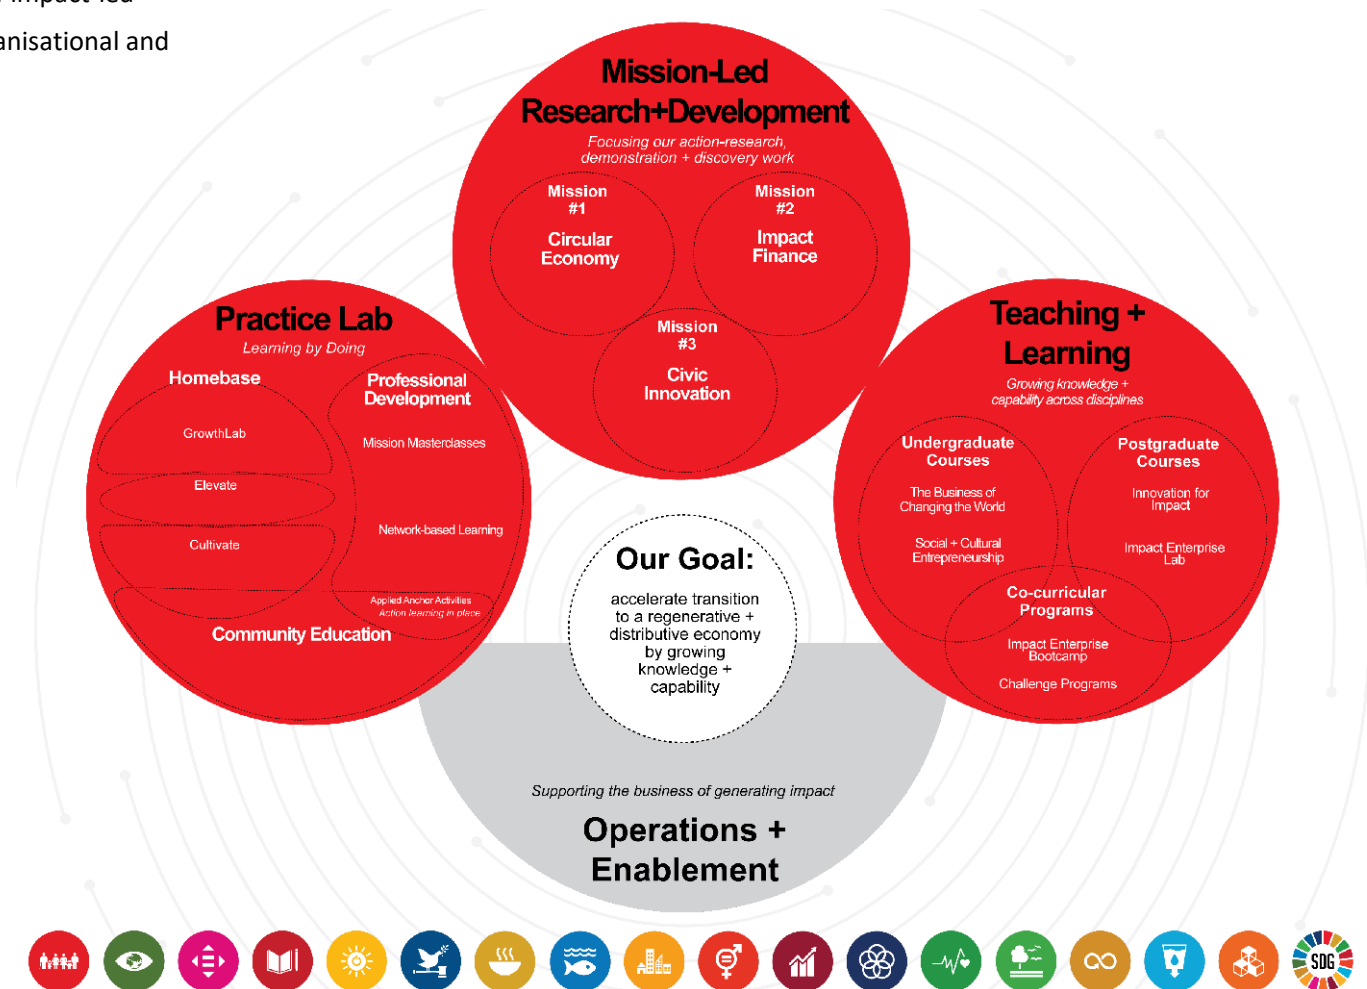 impact-led
anisational and
Mission-Led
Research+Development
Focusing our action-research,
demonstration + discovery work
Mission
#1
Circular
Economy
Mission
#2
Impact
Finance
Mission
#3
Civic
Innovation
Practice Lab
Learning by Doing
Homebase
GrowthLab
Elevate
Cultivate
Professional
Development
Mission Masterclasses
Network-based Learning
Applied Anchor Activities
Action learning in place
Community Education
Teaching +
Learning
Growing knowledge +
capability across disciplines
Undergraduate
Courses
The Business of
Changing the World
Social + Cultural
Entrepreneurship
Postgraduate
Courses
Innovation for
Impact
Impact Enterprise
Lab
Co-curricular
Programs
Impact Enterprise
Bootcamp
Challenge Programs
Our Goal:
accelerate transition
to a regenerative +
distributive economy
by growing
knowledge +
capability
Supporting the business of generating impact
Operations +
Enablement
SDG